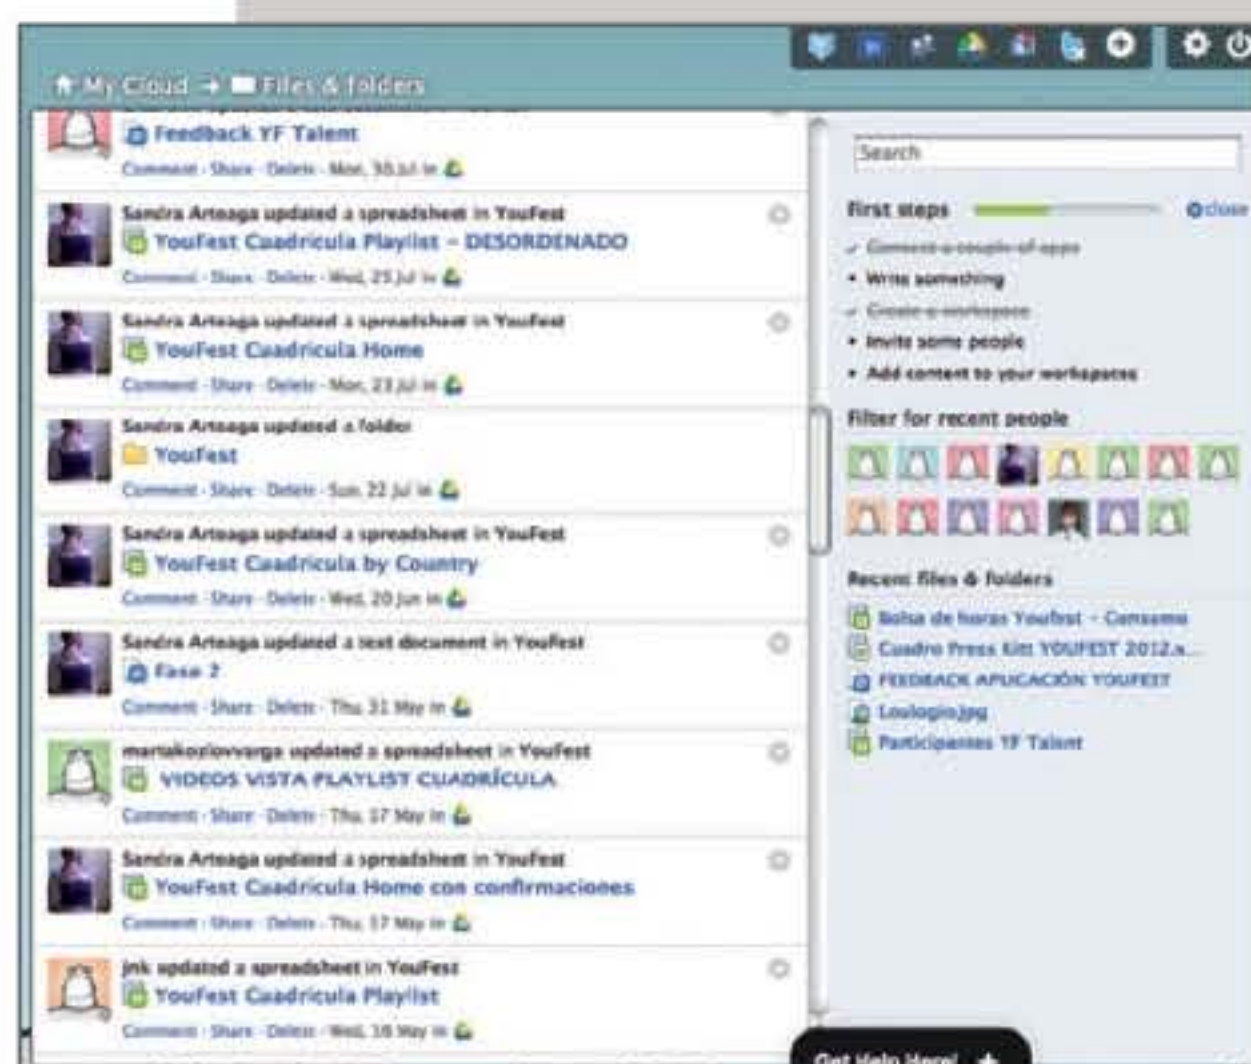 My Cloud → Files & folders
Feedback YF Talent
Comment · Share · Delete · Mon, 30 Jul in
Sandra Arteaga updated a spreadsheet in YouFest
YouFest Cuadricula Playlist – DESORDENADO
Comment · Share · Delete · Wed, 25 Jul in
Sandra Arteaga updated a spreadsheet in YouFest
YouFest Cuadricula Home
Comment · Share · Delete · Mon, 23 Jul in
Sandra Arteaga updated a folder
YouFest
Comment · Share · Delete · Sun, 22 Jul in
Sandra Arteaga updated a spreadsheet in YouFest
YouFest Cuadricula by Country
Comment · Share · Delete · Wed, 20 Jun in
Sandra Arteaga updated a text document in YouFest
Fase 2
Comment · Share · Delete · Thu, 31 May in
martakozlovvarga updated a spreadsheet in YouFest
VIDEOS VISTA PLAYLIST CUADRÍCULA
Comment · Share · Delete · Thu, 17 May in
Sandra Arteaga updated a spreadsheet in YouFest
YouFest Cuadricula Home con confirmaciones
Comment · Share · Delete · Thu, 17 May in
jnk updated a spreadsheet in YouFest
YouFest Cuadricula Playlist
Comment · Share · Delete · Wed, 16 May in
Search
First steps close
Connect a couple of apps
• Write something
Create a workspace
• Invite some people
• Add content to your workspaces
Filter for recent people
Recent files & folders
Bolsa de horas Youfest – Consumo
Cuadro Press Kitt YOUFEST 2012.x...
FEEDBACK APLICACIÓN YOUFEST
Loulogio.jpg
Participantes YF Talent
Get Help Here! +